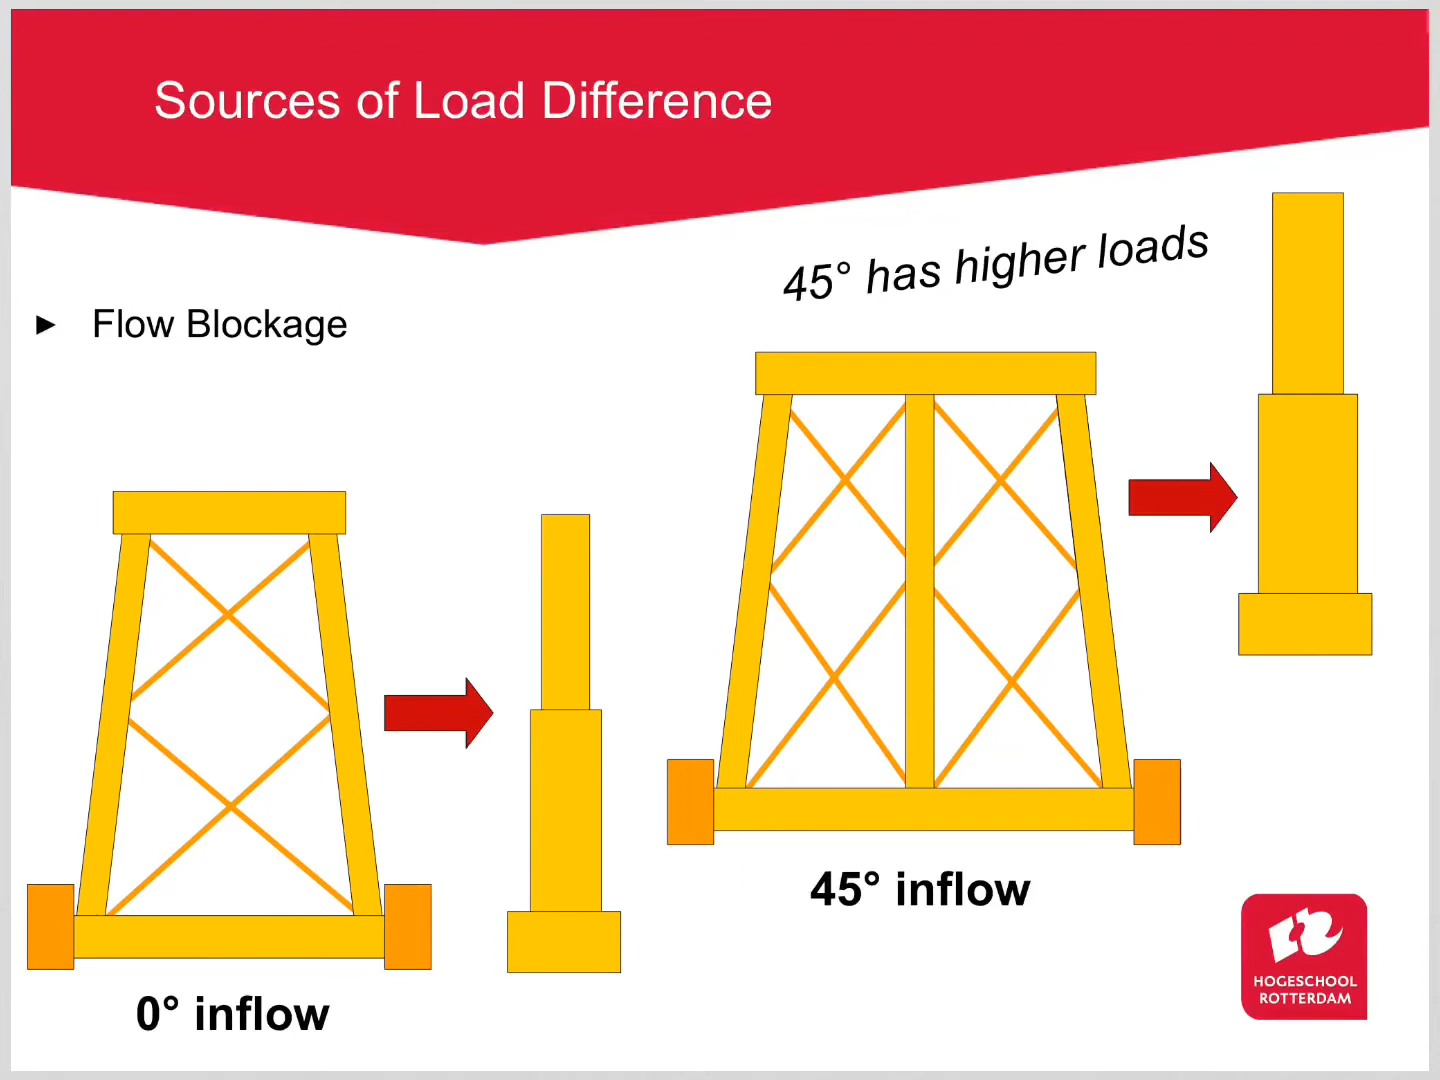 Sources of Load Difference
45° has higher loads
► Flow Blockage
45° inflow
0° inflow
HOGESCHOOL
ROTTERDAM